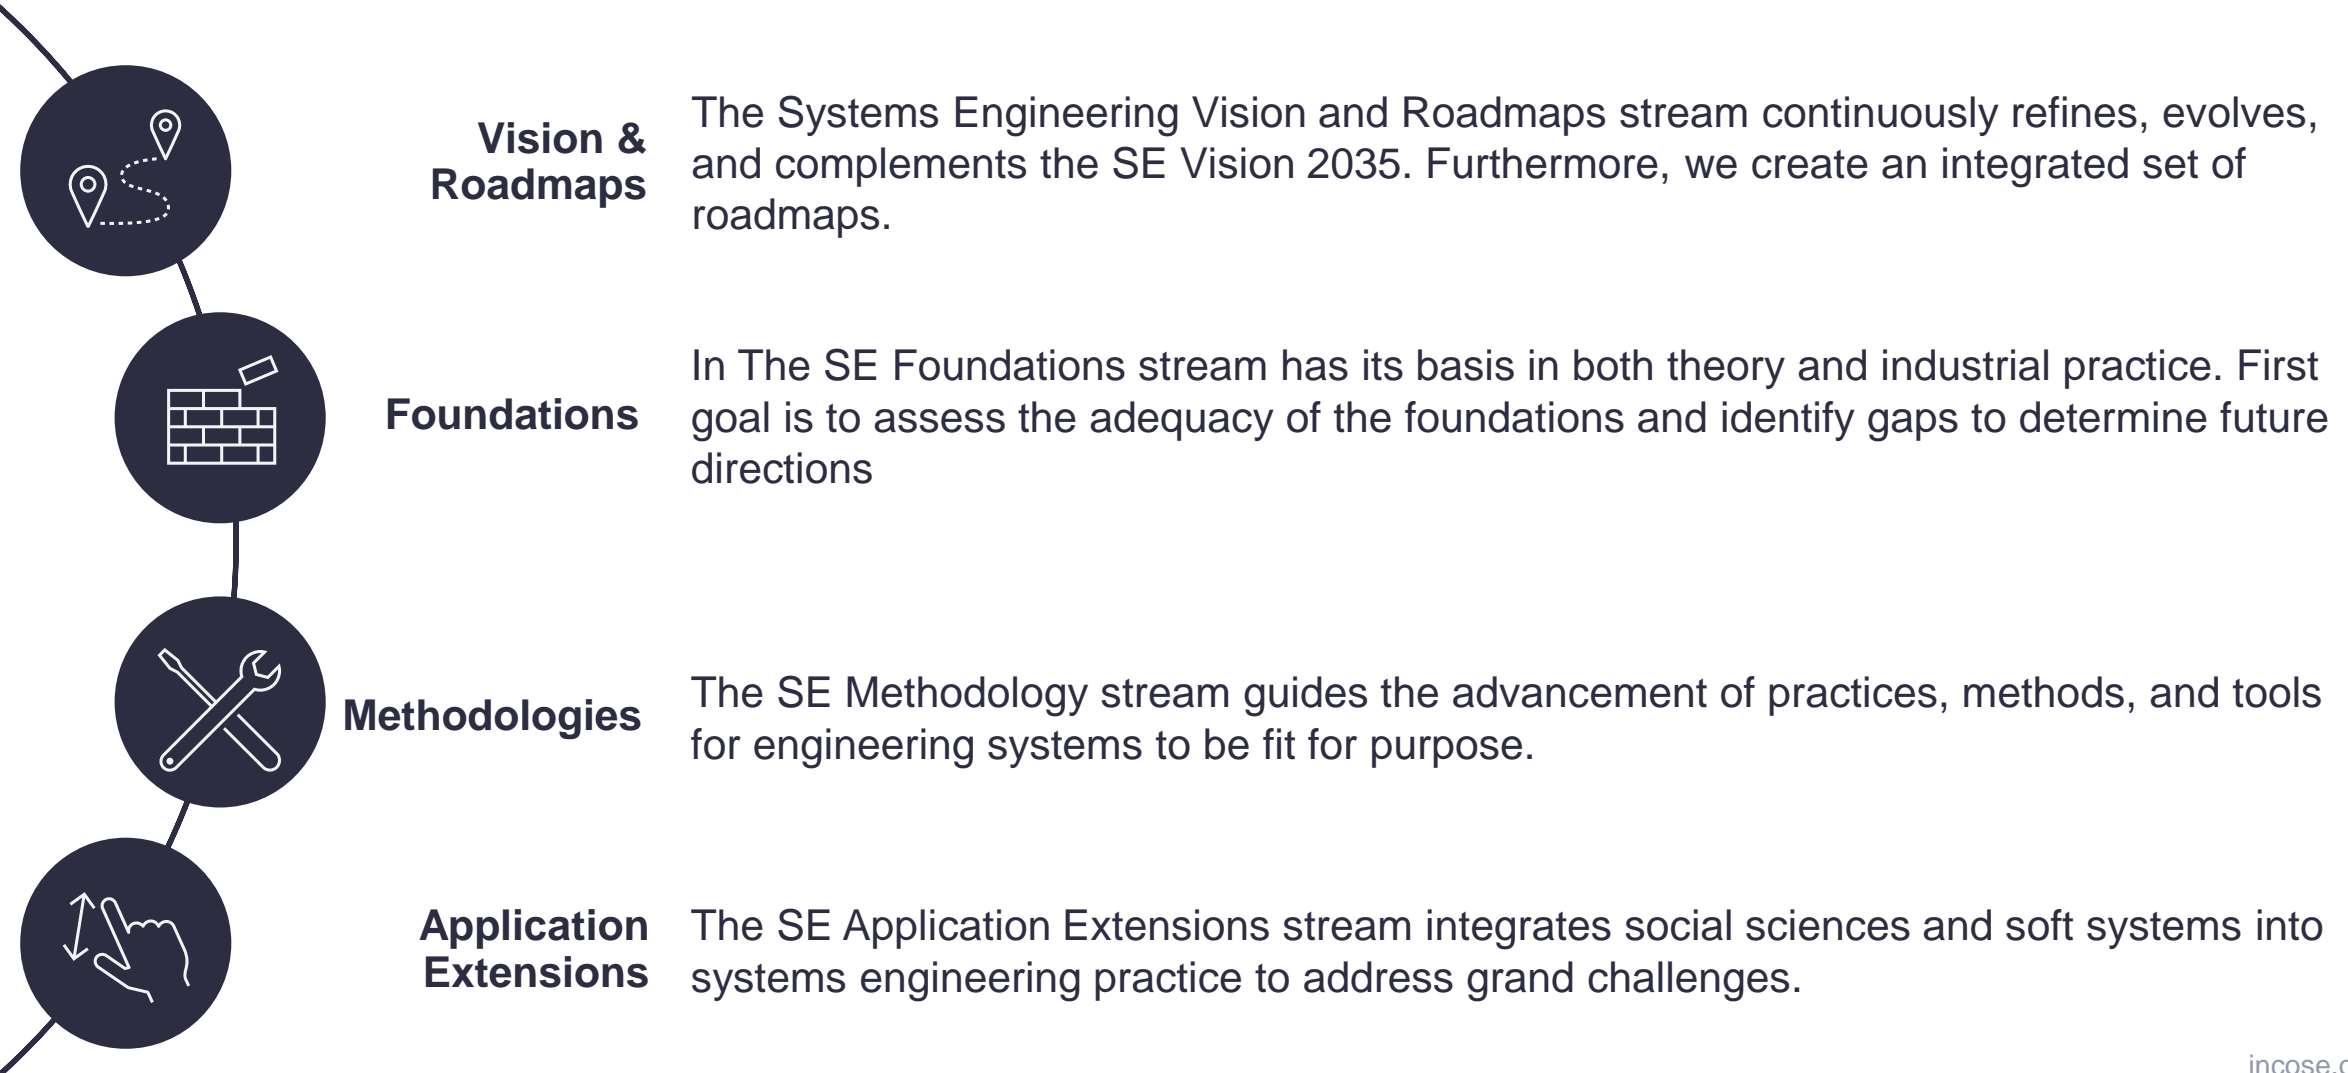 Vision &
Roadmaps
The Systems Engineering Vision and Roadmaps stream continuously refines, evolves,
and complements the SE Vision 2035. Furthermore, we create an integrated set of
roadmaps.
Foundations
In The SE Foundations stream has its basis in both theory and industrial practice. First
goal is to assess the adequacy of the foundations and identify gaps to determine future
directions
Methodologies
The SE Methodology stream guides the advancement of practices, methods, and tools
for engineering systems to be fit for purpose.
Application
Extensions
The SE Application Extensions stream integrates social sciences and soft systems into
systems engineering practice to address grand challenges.
incose.o